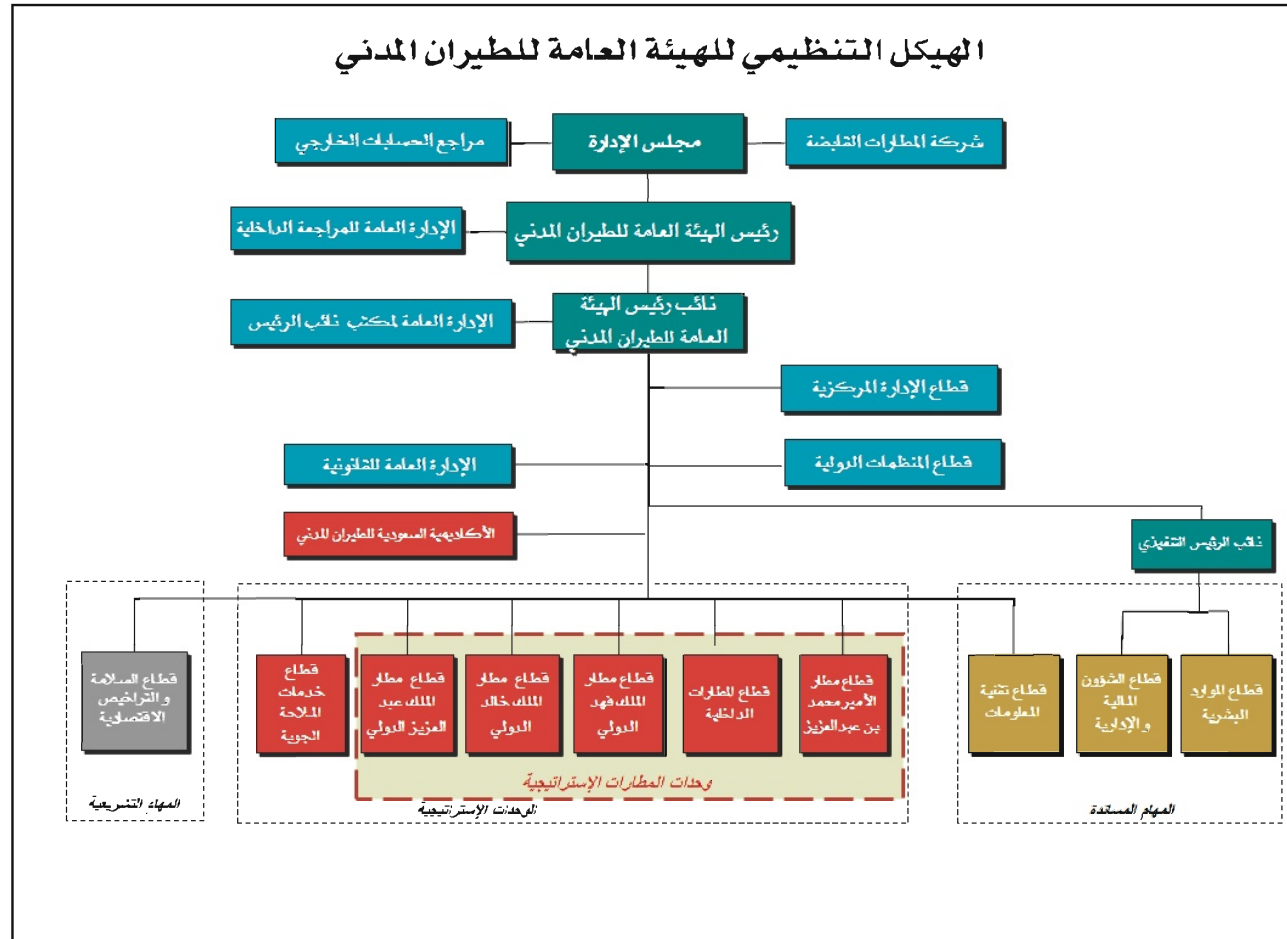 الهيكل التنظيمي للهيئة العامة للطيران المدني
شركة المطارات القابضة
مجلس الإدارة
مراجع الحسابات الخارجي
رئيس الهيئة العامة للطيران المدني
الإدارة العامة للمراجعة الداخلية
نائب رئيس الهيئة
العامة للطيران المدني
الإدارة العامة لمكتب نائب الرئيس
قطاع الإدارة المركزية
قطاع المنظمات الدولية
الإدارة العامة للقانونية
الأكاديمية السعودية للطيران المدني
نائب الرئيس التنفيذي
قطاع الموارد
البشرية
قطاع الشؤون
المالية
و الإدارية
قطاع تقنية
المعلومات
المهام المساندة
قطاع مطار
الأمير محمد
بن عبدالعزيز
قطاع المطارات
الداخلية
قطاع مطار
الملك فهد
الدولي
قطاع مطار
الملك خالد
الدولي
قطاع مطار
الملك عبد
العزيز الدولي
وحدات المطارات الإستراتيجية
قطاع
خدمات
الملاحة
الجوية
الوحدات الإستراتيجية
قطاع السلامة
و التراخيص
الاقتصادية
المهام التشريعية